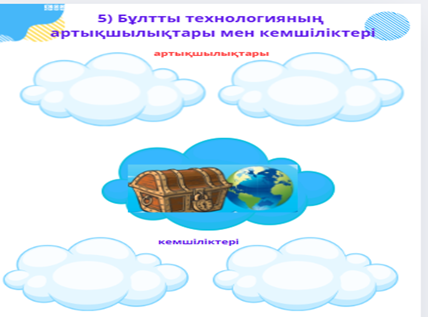 5) Бұлтты технологияның
артықшылықтары мен кемшіліктері
артықшылықтары
кемшіліктері